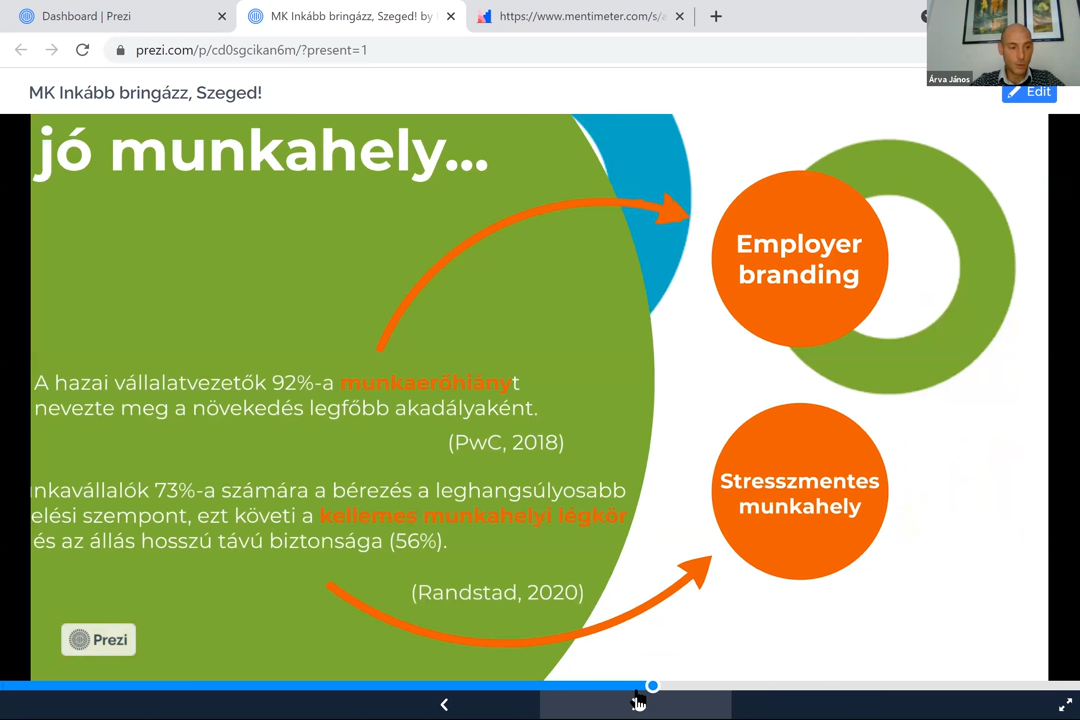 Dashboard | Prezi
MK Inkább bringázz, Szeged! by
https://www.mentimeter.com/s/
prezi.com/p/cd0sgcikan6m/?present=1
Árva János
MK Inkább bringázz, Szeged!
Edit
jó munkahely...
Employer
branding
A hazai vállalatvezetők 92%-a munkaerőhiányt
nevezte meg a növekedés legfőbb akadályaként.
(PwC, 2018)
nkavállalók 73%-a számára a bérezés a leghangsúlyosabb
elési szempont, ezt követi a kellemes munkahelyi légkör
és az állás hosszú távú biztonsága (56%).
(Randstad, 2020)
Stresszmentes
munkahely
Prezi